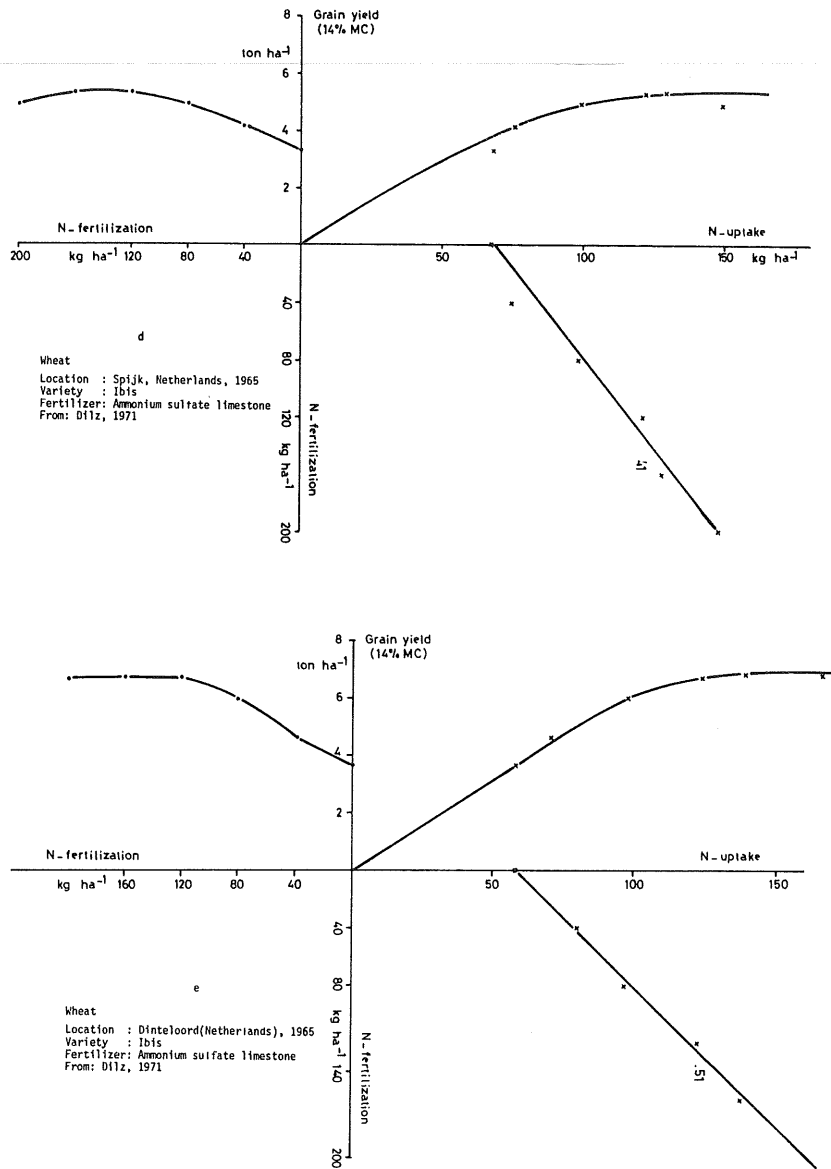 8
Grain yield
(14% MC)
ton ha⁻¹
6
4
2
N-fertilization
N-uptake
200
kg ha⁻¹
120
80
40
50
100
150
kg ha⁻¹
40
80
120
200
N-fertilization
kg ha⁻¹
.41
d
Wheat
Location : Spijk, Netherlands, 1965
Variety : Ibis
Fertilizer: Ammonium sulfate limestone
From: Dilz, 1971
8
Grain yield
(14% MC)
ton ha⁻¹
6
4
2
N-fertilization
N-uptake
kg ha⁻¹
160
120
80
40
50
100
150
40
80
140
200
kg ha⁻¹
N-fertilization
.51
e
Wheat
Location : Dinteloord(Netherlands), 1965
Variety : Ibis
Fertilizer: Ammonium sulfate limestone
From: Dilz, 1971